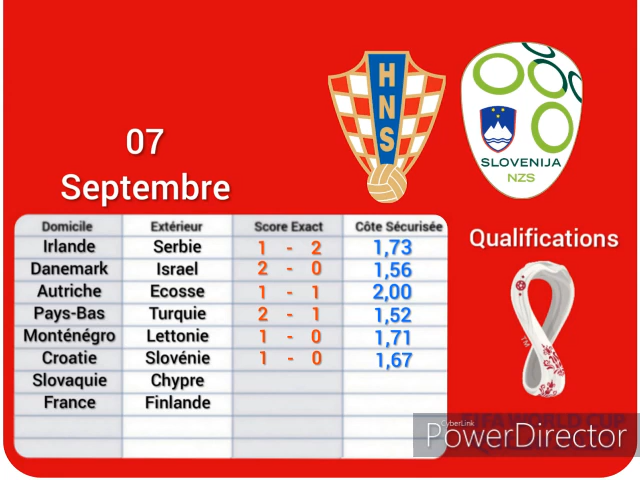 HNS
SLOVENIJA
NZS
07
Septembre
Qualifications
Domicile Extérieur Score Exact Côte Sécurisée
Irlande Serbie 1 - 2 1,73
Danemark Israel 2 - 0 1,56
Autriche Ecosse 1 - 1 2,00
Pays-Bas Turquie 2 - 1 1,52
Monténégro Lettonie 1 - 0 1,71
Croatie Slovénie 1 - 0 1,67
Slovaquie Chypre
France Finlande
TM
CyberLink
PowerDirector